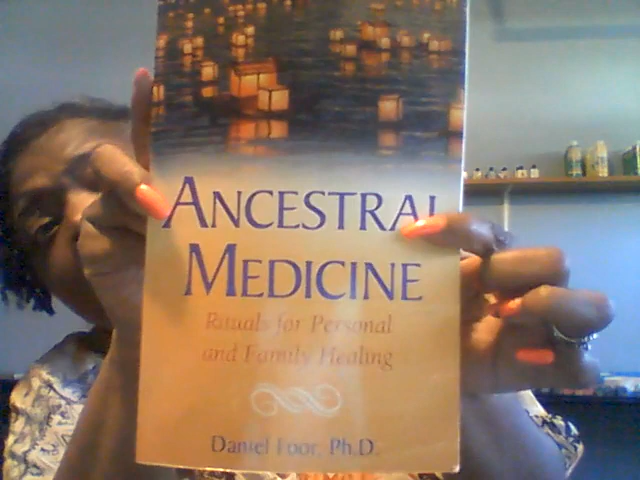 ANCESTRAL
MEDICINE
Rituals for Personal
and Family Healing
Daniel Foor, Ph.D.